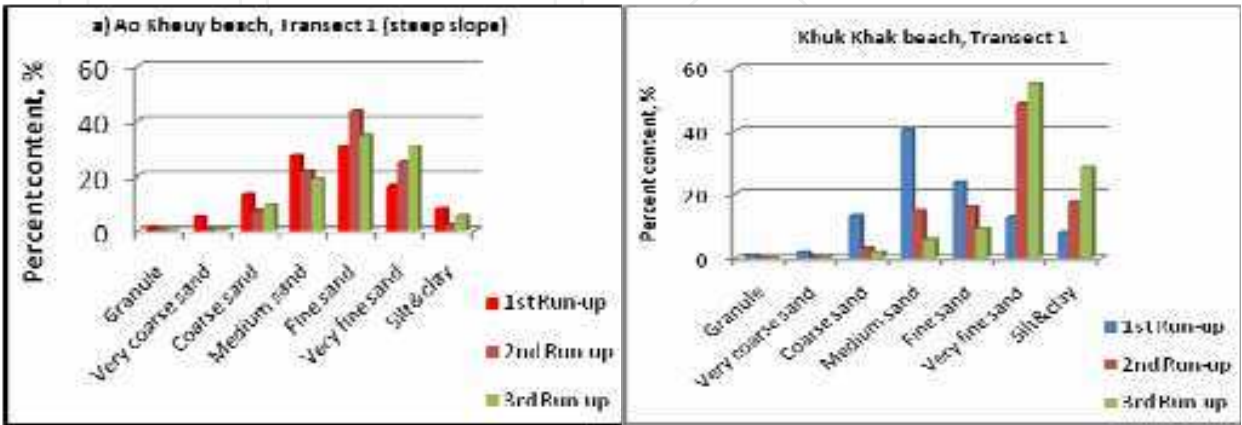 a) Ao Kheuy beach, Transect 1 (steep slope)
Percent content, %
60
40
20
0
Granule
Very coarse sand
Coarse sand
Medium sand
Fine sand
Very fine sand
Silt&clay
1st Run-up
2nd Run-up
3rd Run-up
Khuk Khak beach, Transect 1
Percent content, %
60
40
20
0
Granule
Very coarse sand
Coarse sand
Medium sand
Fine sand
Very fine sand
Silt&clay
1st Run-up
2nd Run-up
3rd Run-up